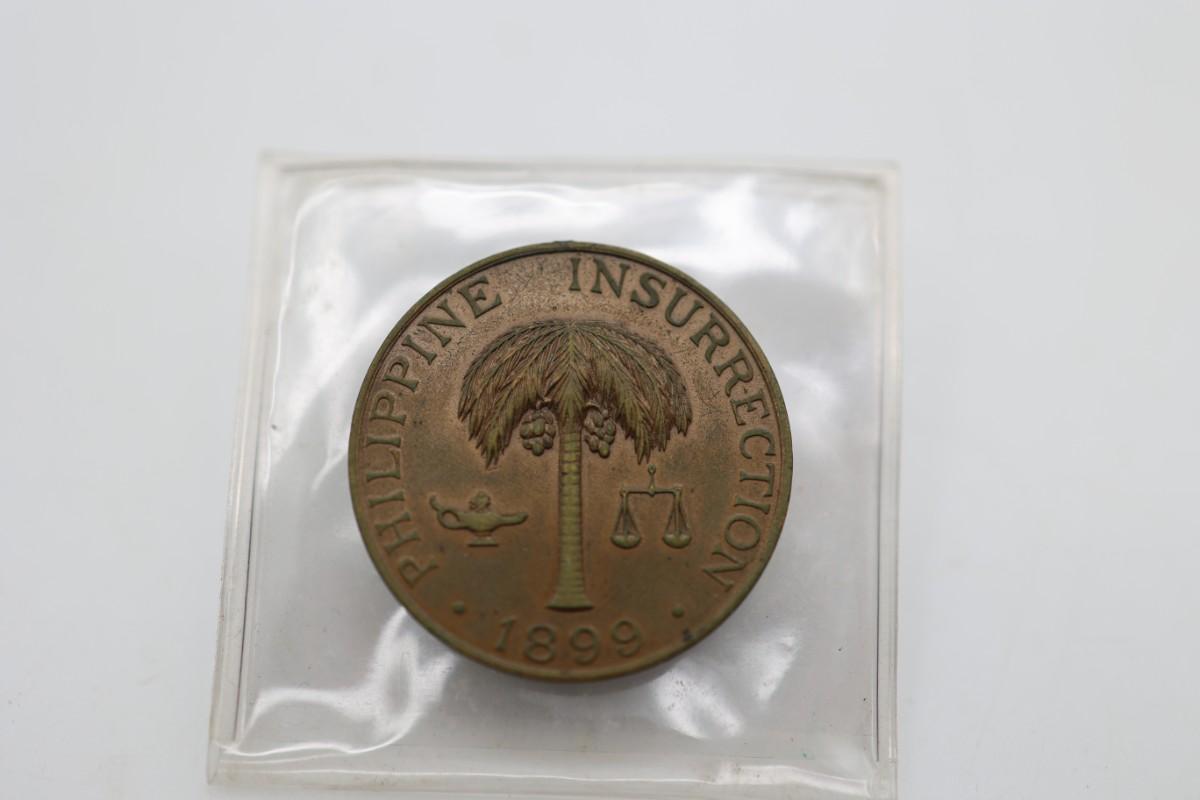 PHILIPPINE INSURRECTION
• 1899 •